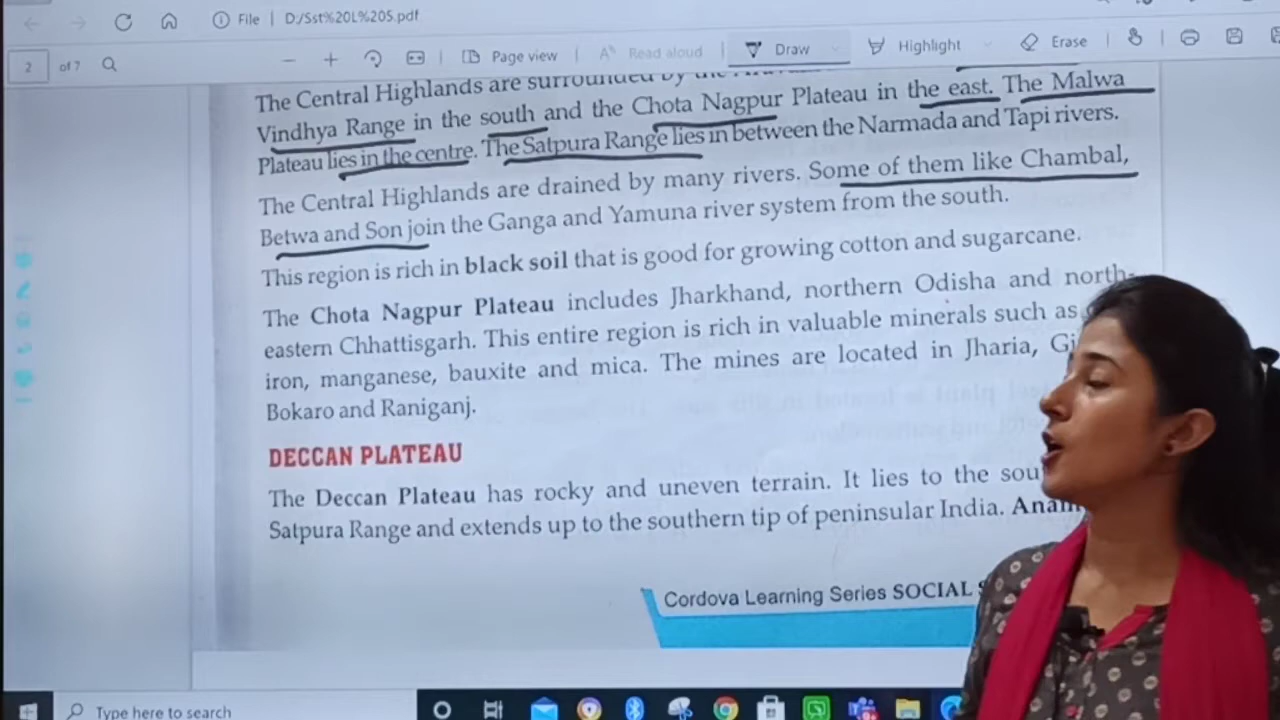 File D:/Sst%20L%20S.pdf
2 of 7 Page view Read aloud Draw Highlight Erase
The Central Highlands are surrounded by the
Vindhya Range in the south and the Chota Nagpur Plateau in the east. The Malwa
Plateau lies in the centre. The Satpura Range lies in between the Narmada and Tapi rivers.
The Central Highlands are drained by many rivers. Some of them like Chambal,
Betwa and Son join the Ganga and Yamuna river system from the south.
This region is rich in black soil that is good for growing cotton and sugarcane.
The Chota Nagpur Plateau includes Jharkhand, northern Odisha and north-
eastern Chhattisgarh. This entire region is rich in valuable minerals such as
iron, manganese, bauxite and mica. The mines are located in Jharia,
Bokaro and Raniganj.
DECCAN PLATEAU
The Deccan Plateau has rocky and uneven terrain. It lies to the
Satpura Range and extends up to the southern tip of peninsular India.
Cordova Learning Series SOCIAL
Type here to search